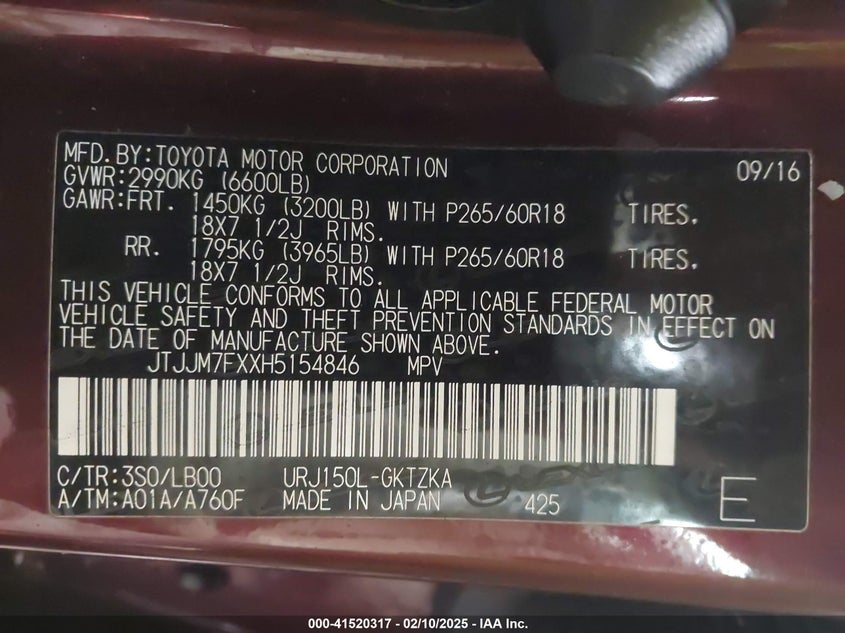 MFD.BY:TOYOTA MOTOR CORPORATION 09/16
GVWR:2990KG (6600LB)
GAWR:FRT. 1450KG (3200LB) WITH P265/60R18 TIRES.
18X7 1/2J RIMS.
RR. 1795KG (3965LB) WITH P265/60R18 TIRES.
18X7 1/2J RIMS.
THIS VEHICLE CONFORMS TO ALL APPLICABLE FEDERAL MOTOR
VEHICLE SAFETY AND THEFT PREVENTION STANDARDS IN EFFECT ON
THE DATE OF MANUFACTURE SHOWN ABOVE.
JTJJM7FXXH5154846 MPV
C/TR:3S0/LB00 URJ150L-GKTZKA
A/TM:A01A/A760F MADE IN JAPAN 425 E
000-41520317 - 02/10/2025 - IAA Inc.